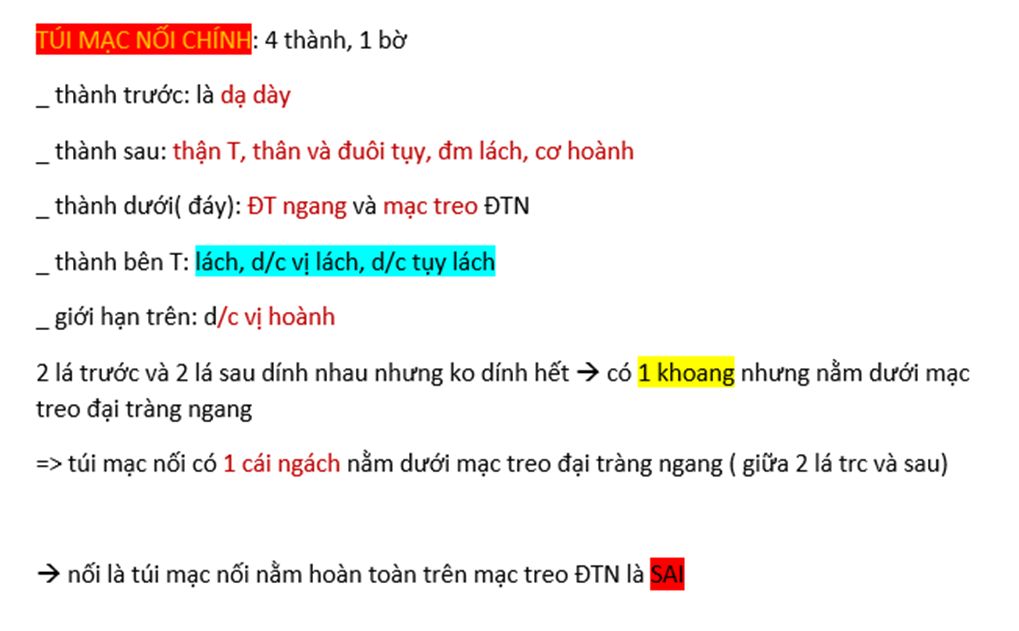 TÚI MẠC NỐI CHÍNH: 4 thành, 1 bờ
_ thành trước: là dạ dày
_ thành sau: thận T, thân và đuôi tụy, đm lách, cơ hoành
_ thành dưới( đáy): ĐT ngang và mạc treo ĐTN
_ thành bên T: lách, d/c vị lách, d/c tụy lách
_ giới hạn trên: d/c vị hoành
2 lá trước và 2 lá sau dính nhau nhưng ko dính hết → có 1 khoang nhưng nằm dưới mạc
treo đại tràng ngang
=> túi mạc nối có 1 cái ngách nằm dưới mạc treo đại tràng ngang ( giữa 2 lá trc và sau)
→ nối là túi mạc nối nằm hoàn toàn trên mạc treo ĐTN là SAI